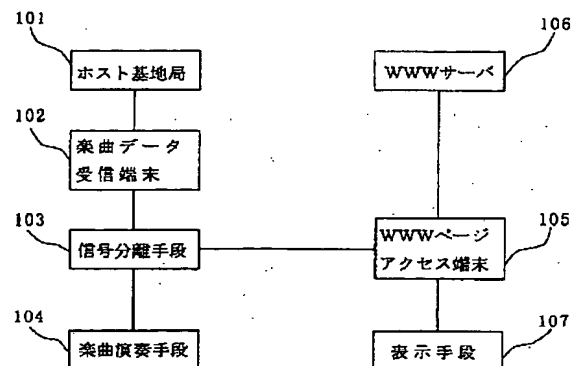 101
ホスト基地局
102
楽曲データ
受信端末
103
信号分離手段
104
楽曲演奏手段
106
WWWサーバ
WWWページ
アクセス端末
105
表示手段
107